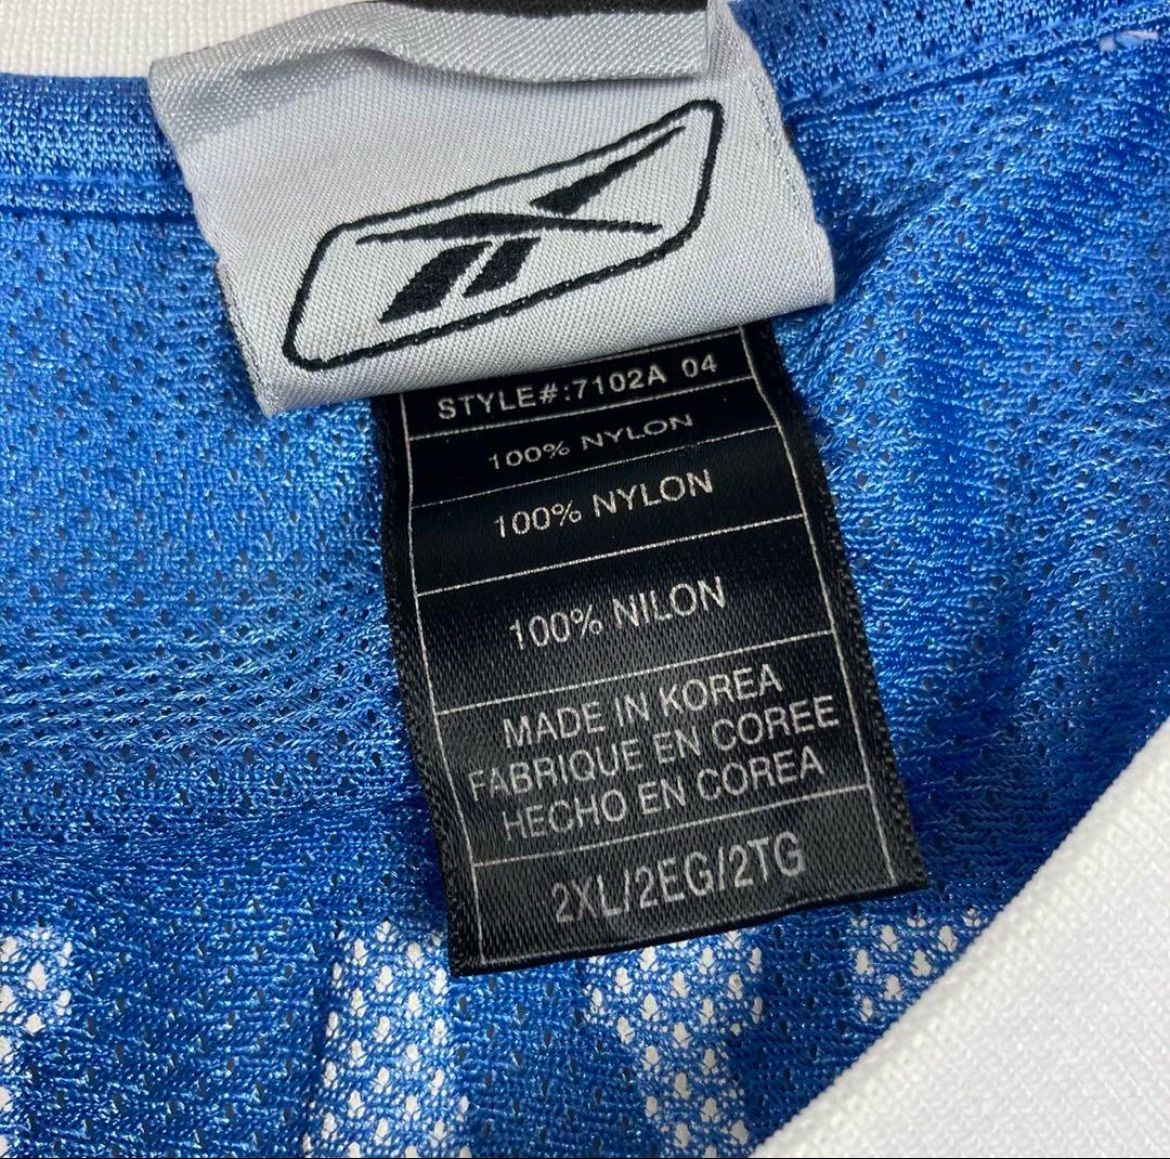 STYLE#:7102A 04
100% NYLON
100% NYLON
100% NILON
MADE IN KOREA
FABRIQUE EN COREE
HECHO EN COREA
2XL/2EG/2TG